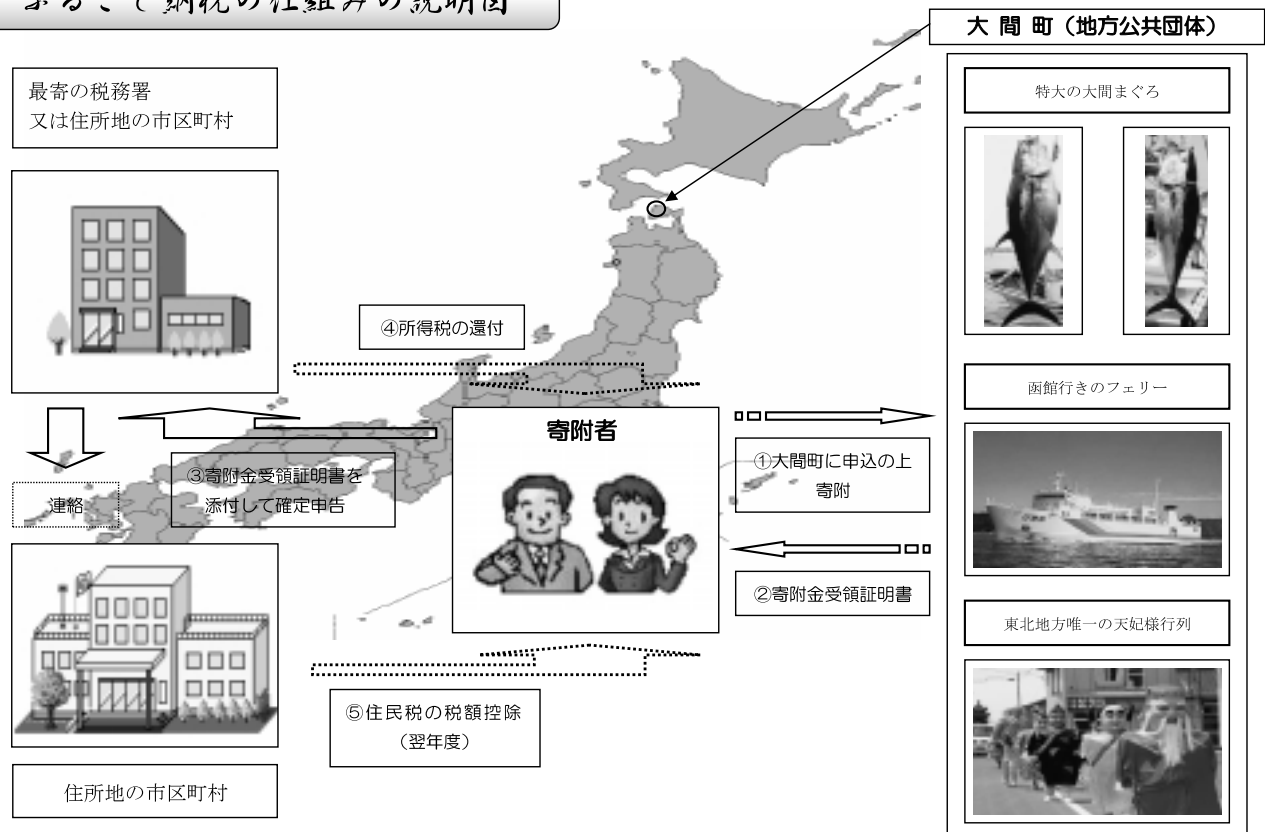 ふるさと納税の仕組みの説明図
大間町（地方公共団体）
最寄の税務署
又は住所地の市区町村
特大の大間まぐろ
④所得税の還付
函館行きのフェリー
寄附者
①大間町に申込の上
寄附
③寄附金受領証明書を
添付して確定申告
連絡
②寄附金受領証明書
東北地方唯一の天妃様行列
⑤住民税の税額控除
（翌年度）
住所地の市区町村